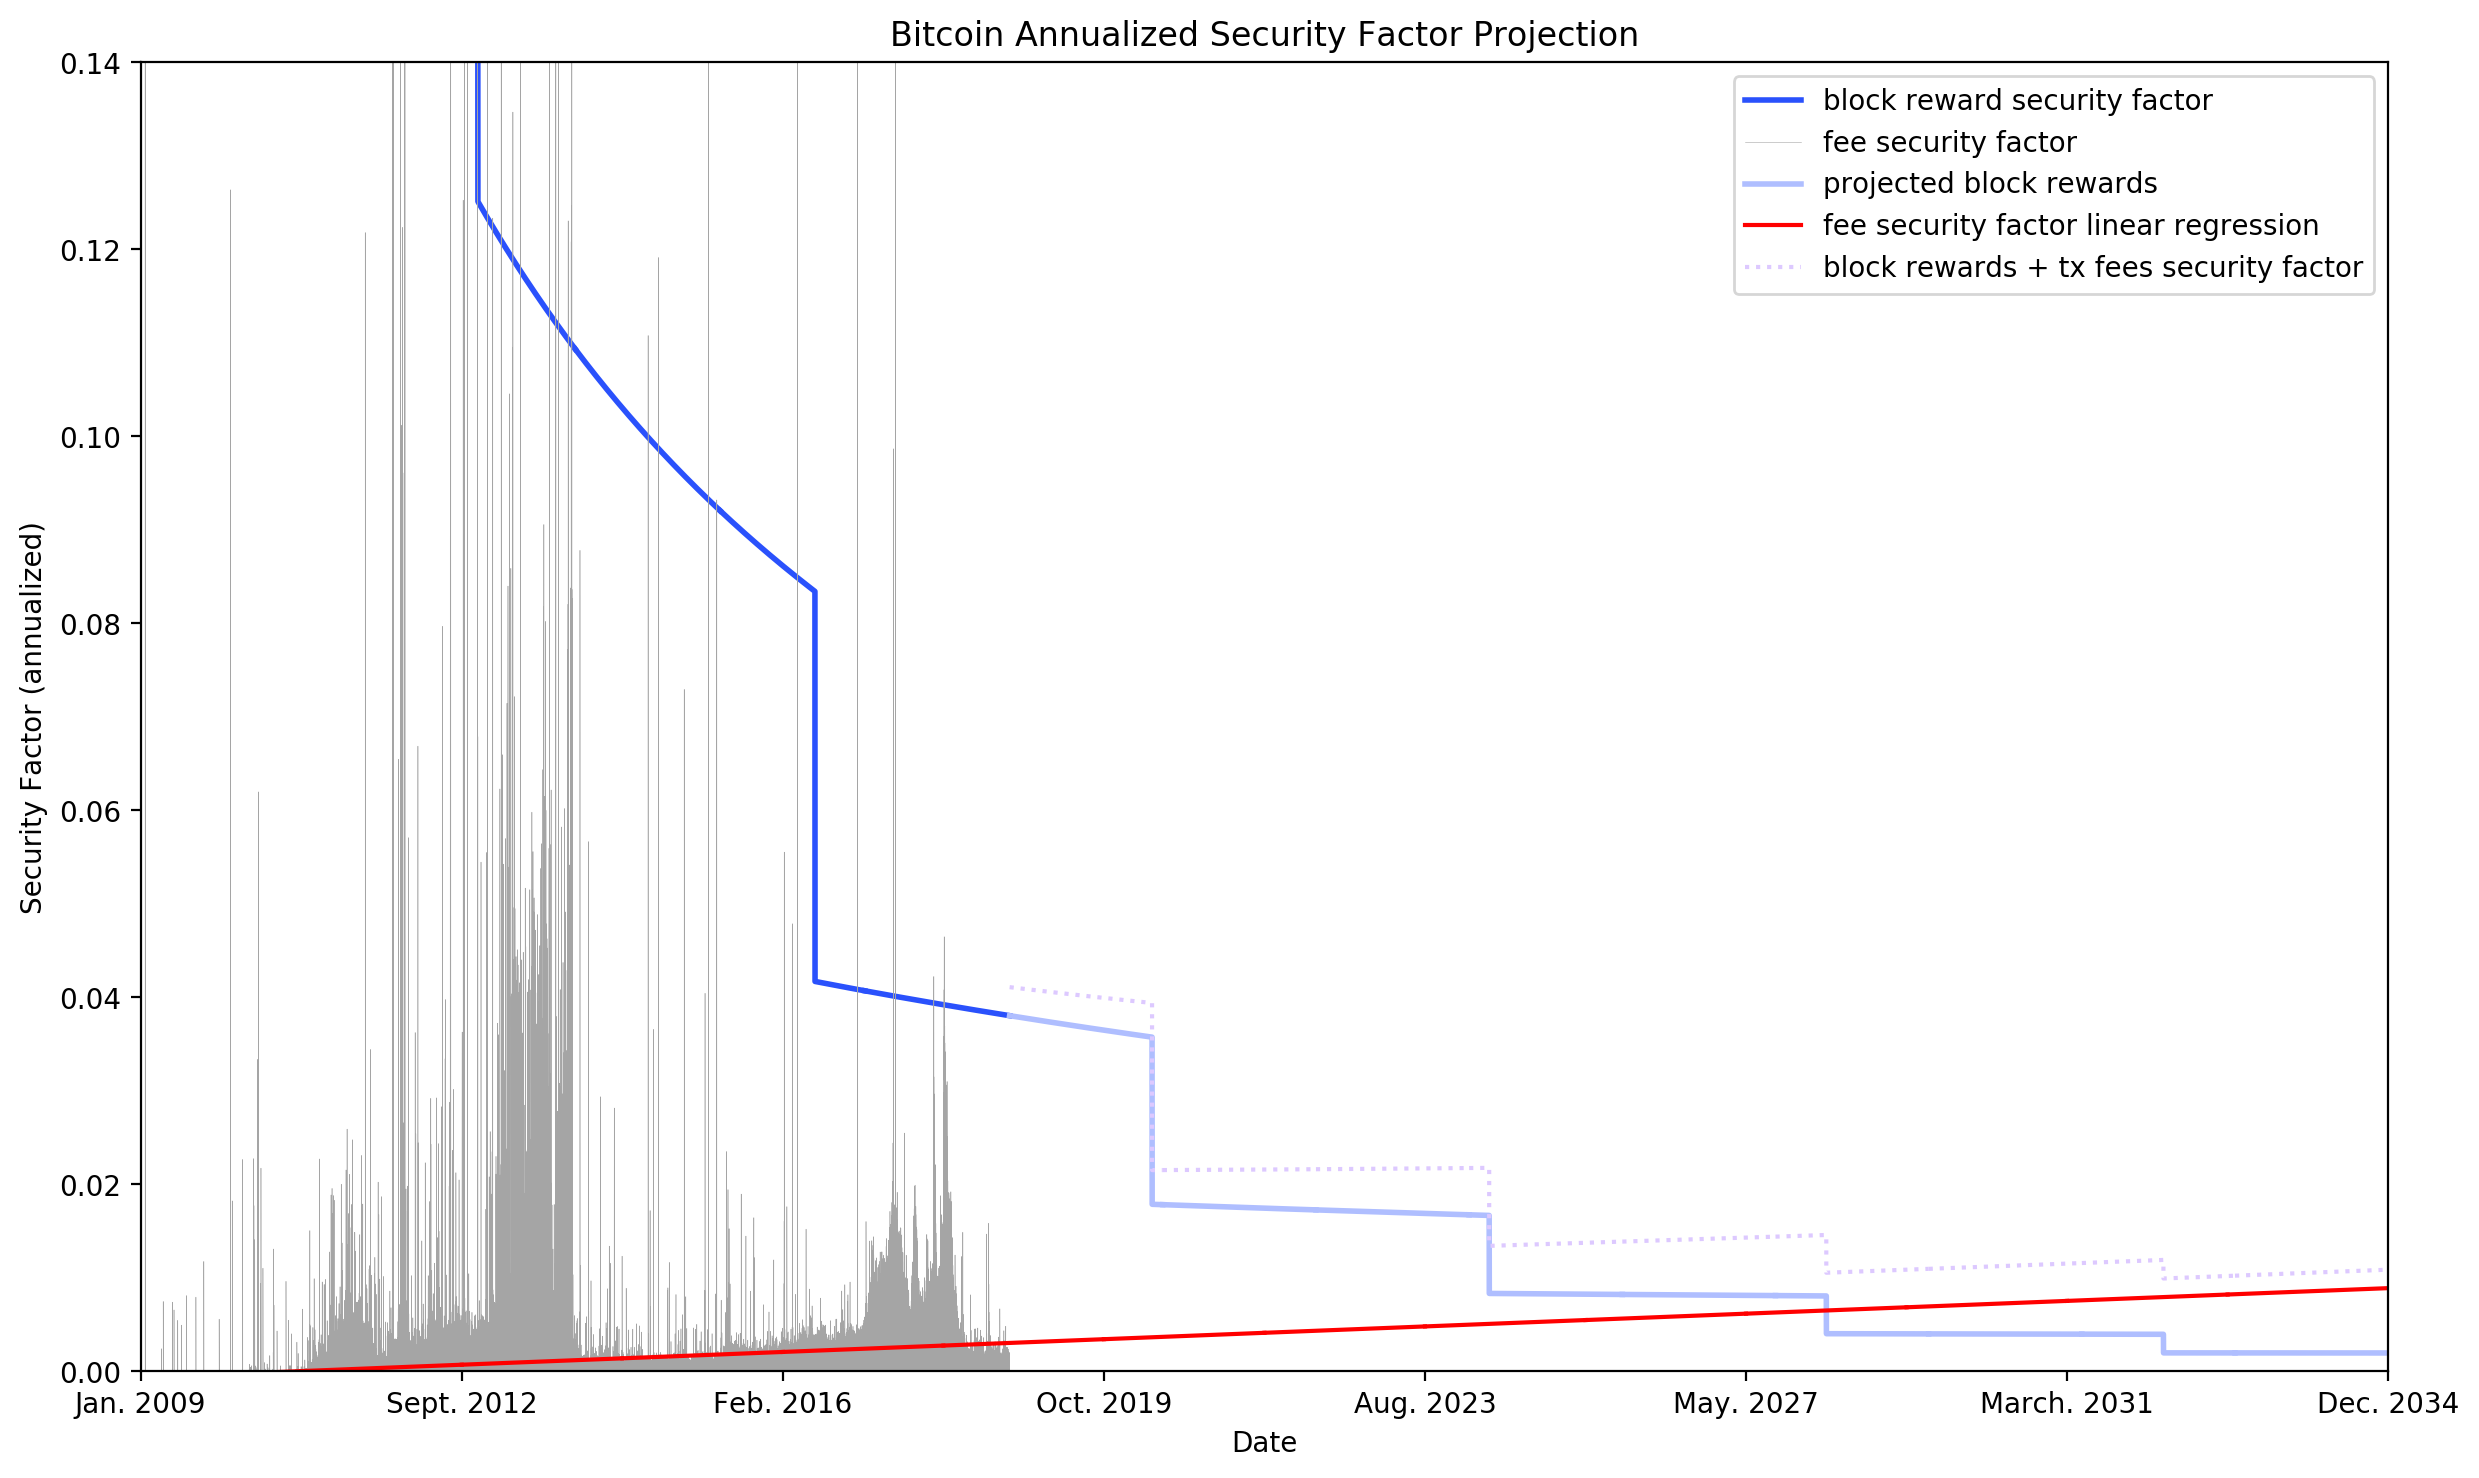 Bitcoin Annualized Security Factor Projection
block reward security factor
fee security factor
projected block rewards
fee security factor linear regression
block rewards + tx fees security factor
Security Factor (annualized)
0.14
0.12
0.10
0.08
0.06
0.04
0.02
0.00
Jan. 2009 Sept. 2012 Feb. 2016 Oct. 2019 Aug. 2023 May. 2027 March. 2031 Dec. 2034
Date